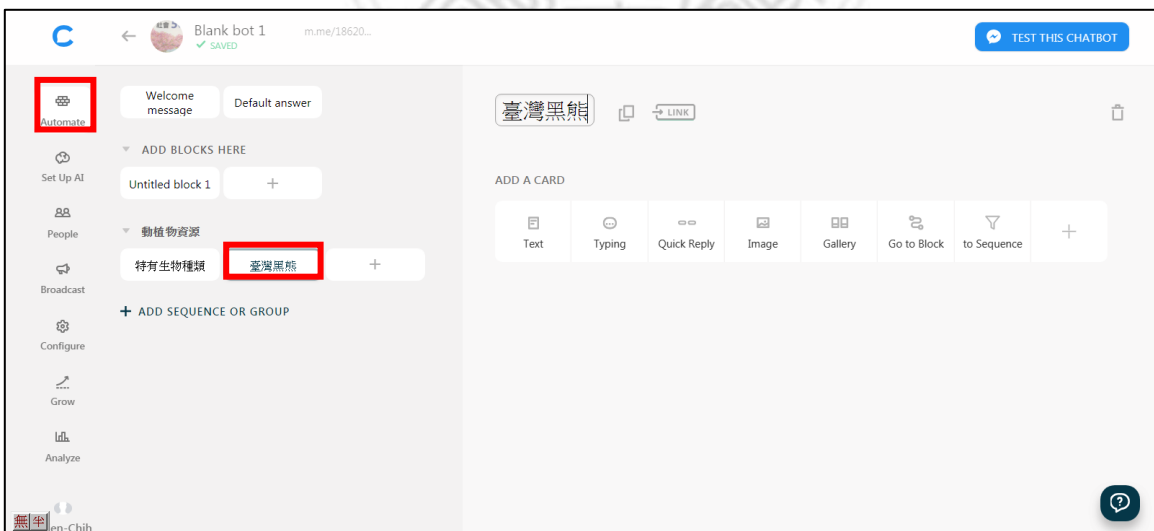 Blank bot 1
m.me/18620...
SAVED
TEST THIS CHATBOT
Automate
Set Up AI
People
Broadcast
Configure
Grow
Analyze
en-Chih
無 半
Welcome
message
Default answer
ADD BLOCKS HERE
Untitled block 1
+
動植物資源
特有生物種類
臺灣黑熊
+
+ ADD SEQUENCE OR GROUP
臺灣黑熊
LINK
ADD A CARD
Text
Typing
Quick Reply
Image
Gallery
Go to Block
to Sequence
+
?